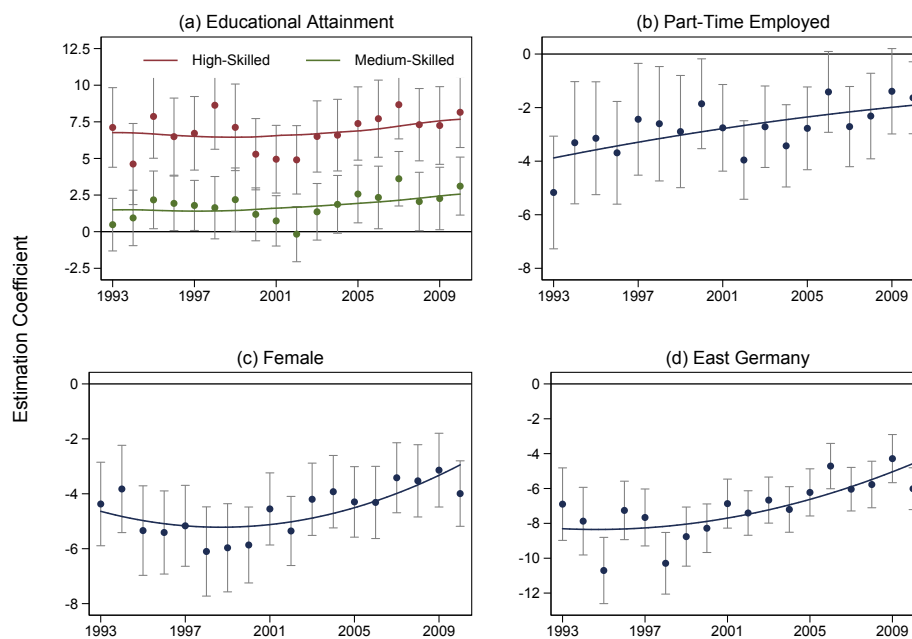 Estimation Coefficient
(a) Educational Attainment
High-Skilled
Medium-Skilled
12.5
10
7.5
5
2.5
0
-2.5
1993 1997 2001 2005 2009
(b) Part-Time Employed
0
-2
-4
-6
-8
1993 1997 2001 2005 2009
(c) Female
0
-2
-4
-6
-8
1993 1997 2001 2005 2009
(d) East Germany
0
-2
-4
-6
-8
-10
-12
1993 1997 2001 2005 2009